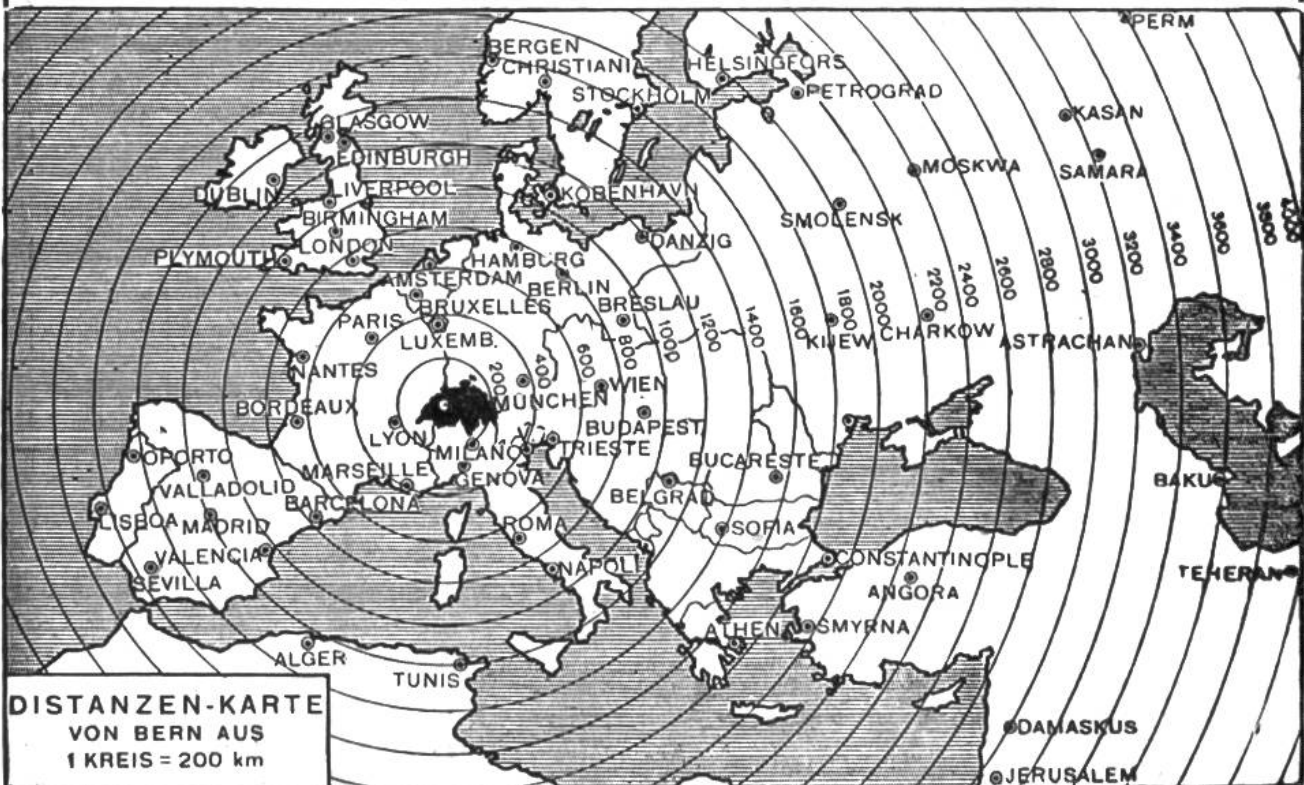 PERM
BERGEN
CHRISTIANIA
HELSINGFORS
STOCKHOLM
PETROGRAD
KASAN
GLASGOW
EDINBURGH
MOSKWA
SAMARA
DUBLIN
LIVERPOOL
KOBENHAVN
BIRMINGHAM
SMOLENSK
LONDON
DANZIG
PLYMOUTH
HAMBURG
AMSTERDAM
BERLIN
BRUXELLES
BRESLAU
PARIS
LUXEMB.
KIJEW
CHARKOW
ASTRACHAN
NANTES
200
400
600
800
1000
1200
1400
1600
1800
2000
2200
2400
2600
2800
3000
3200
3400
3600
3800
4000
MÜNCHEN
WIEN
BORDEAUX
LYON
BUDAPEST
MILANO
TRIESTE
OPORTO
MARSEILLE
GENOVA
BUCAREST
VALLADOLID
BARCELONA
BELGRAD
BAKU
LISBOA
MADRID
ROMA
SOFIA
VALENCIA
CONSTANTINOPLE
SEVILLA
NAPOLI
ANGORA
TEHERAN
ATHEN
SMYRNA
ALGER
TUNIS
DAMASKUS
JERUSALEM
DISTANZEN-KARTE
VON BERN AUS
1 KREIS = 200 km